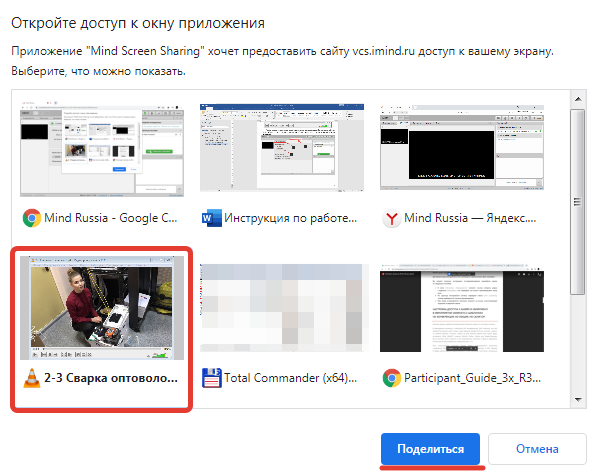 Откройте доступ к окну приложения
Приложение "Mind Screen Sharing" хочет предоставить сайту vcs.imind.ru доступ к вашему экрану.
Выберите, что можно показать.
Mind Russia - Google C...
Инструкция по работе...
Mind Russia — Яндекс....
2-3 Сварка оптоволо...
Total Commander (x64)...
Participant_Guide_3x_R3...
Поделиться
Отмена